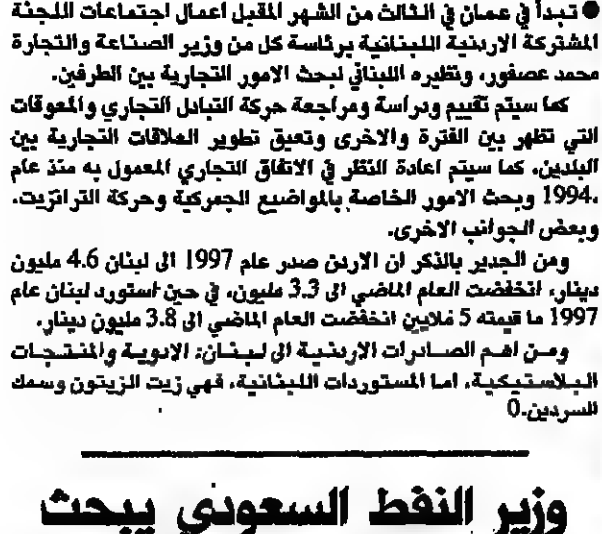 ● تبدأ في عمان في الثالث من الشهر المقبل اعمال اجتماعات اللجنة
المشتركة الاردنية اللبنانية برئاسة كل من وزير الصناعة والتجارة
محمد عصفور، ونظيره اللبناني لبحث الامور التجارية بين الطرفين.
كما سيتم تقييم ودراسة ومراجعة حركة التبادل التجاري والمعوقات
التي تظهر بين الفترة والاخرى وتعيق تطوير العلاقات التجارية بين
البلدين، كما سيتم اعادة النظر في الاتفاق التجاري المعمول به منذ عام
1994، وبحث الامور الخاصة بالمواضيع الجمركية وحركة الترانزيت،
وبعض الجوانب الاخرى.
ومن الجدير بالذكر ان الاردن صدر عام 1997 الى لبنان 4.6 مليون
دينار، انخفضت العام الماضي الى 3.3 مليون، في حين استورد لبنان عام
1997 ما قيمته 5 ملايين انخفضت العام الماضي الى 3.8 مليون دينار.
ومن اهم الصادرات الاردنية الى لبنان: الادوية والمنتجات
البلاستيكية، اما المستوردات اللبنانية، فهي زيت الزيتون وسمك
السردين.0
وزير النفط السعودي يبحث